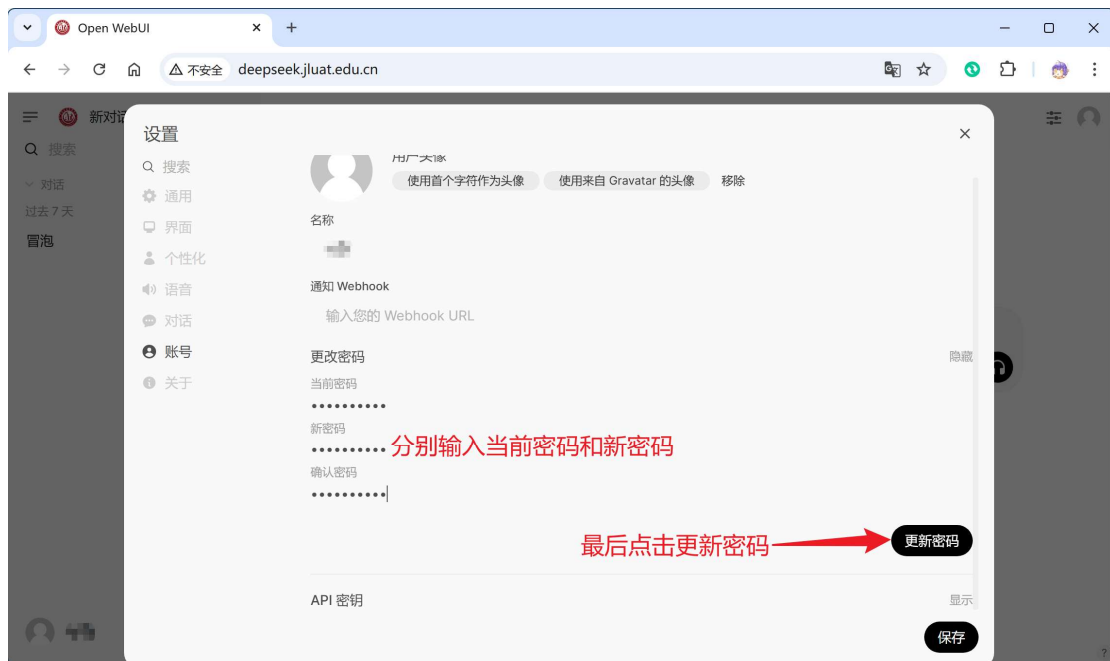 Open WebUI
不安全 deepseek.jluat.edu.cn
新对话
设置
搜索
搜索
用户头像
使用首个字符作为头像 使用来自 Gravatar 的头像 移除
通用
对话
名称
过去 7 天
界面
冒泡
个性化
通知 Webhook
语音
输入您的 Webhook URL
对话
更改密码 隐藏
账号
当前密码
关于
新密码
分别输入当前密码和新密码
确认密码
最后点击更新密码
更新密码
API 密钥 显示
保存
?